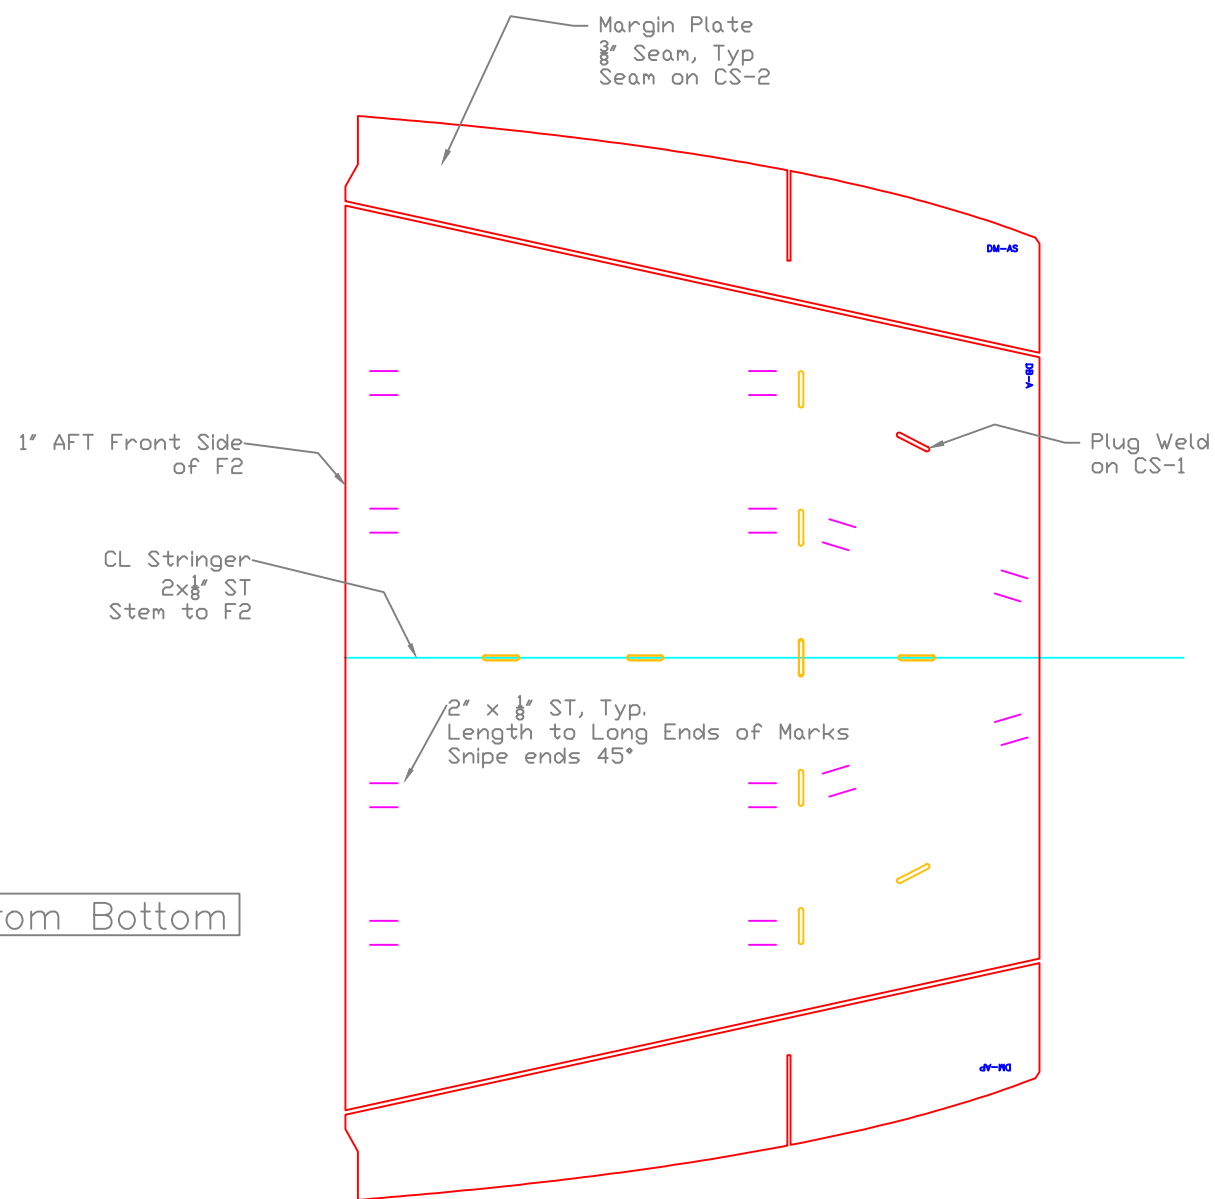 Margin Plate
3/8" Seam, Typ
Seam on CS-2
DM-AS
DB-A
1" AFT Front Side
of F2
Plug Weld
on CS-1
CL Stringer
2x1/8" ST
Stem to F2
2" x 1/8" ST, Typ.
Length to Long Ends of Marks
Snipe ends 45°
Bottom
DM-AP